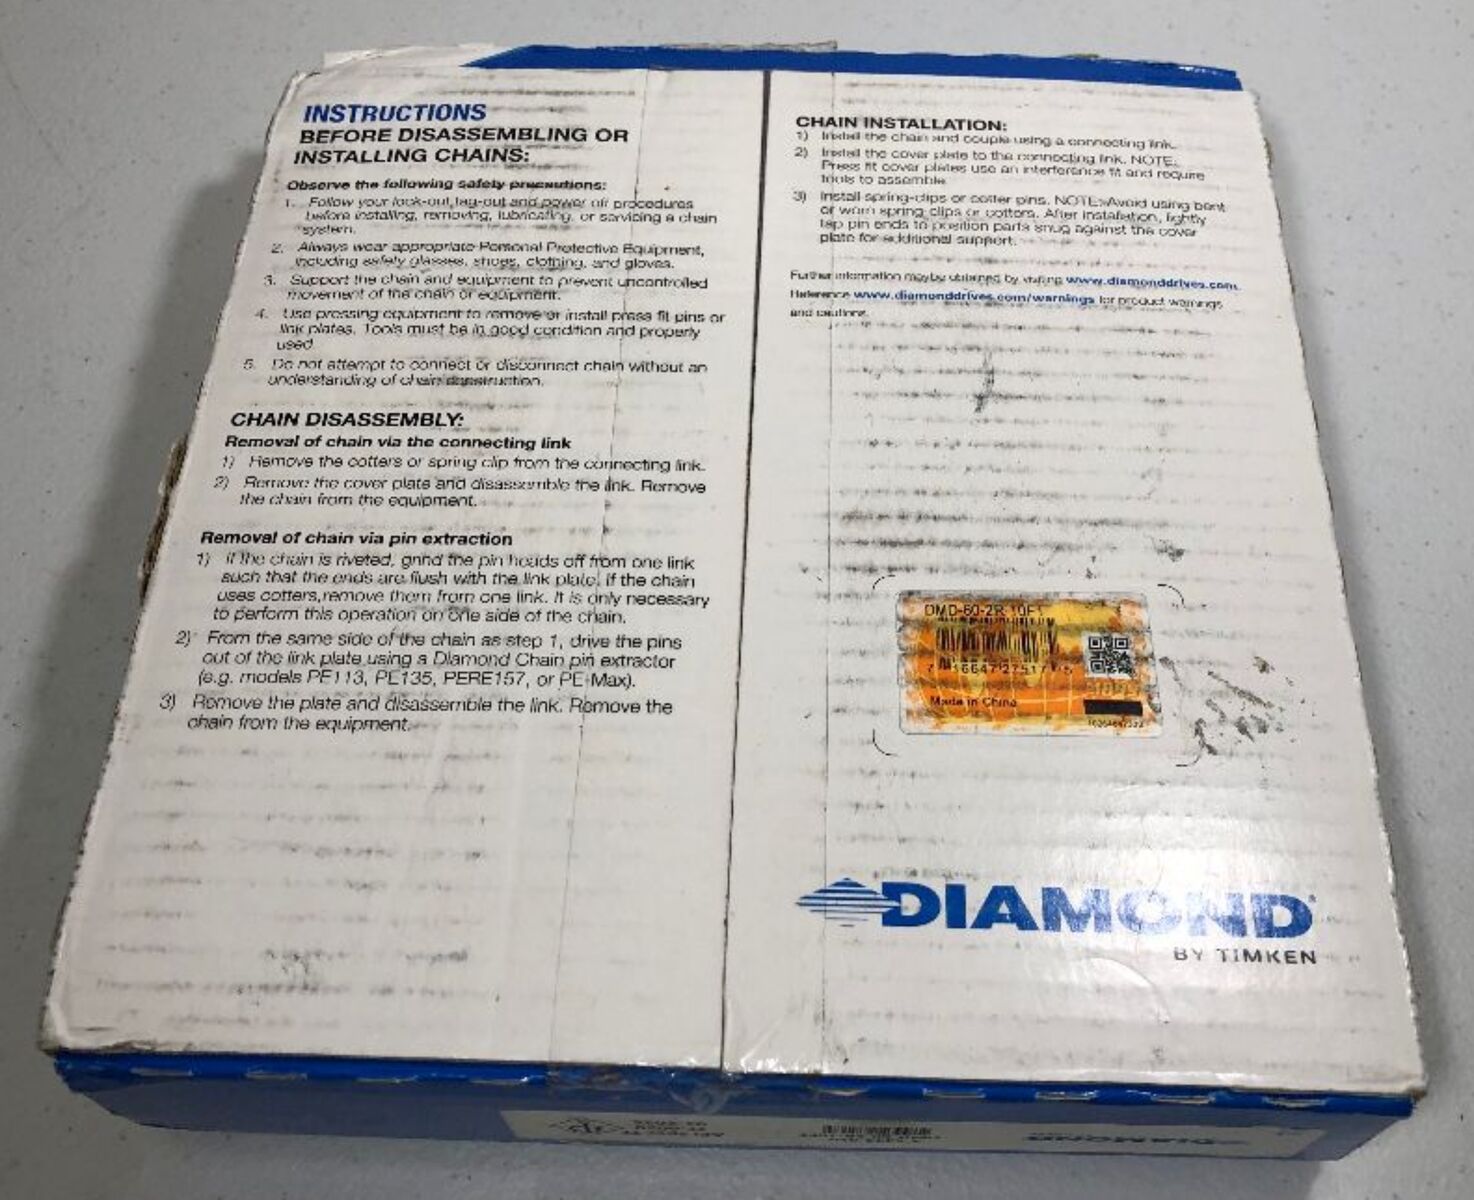 INSTRUCTIONS
BEFORE DISASSEMBLING OR
INSTALLING CHAINS:
Observe the following safety precautions:
1. Follow your lock-out, tag-out and power off procedures
before installing, removing, lubricating, or servicing a chain
system.
2. Always wear appropriate Personal Protective Equipment,
including safety glasses, shoes, clothing, and gloves.
3. Support the chain and equipment to prevent uncontrolled
movement of the chain or equipment.
4. Use pressing equipment to remove or install press fit pins or
link plates. Tools must be in good condition and properly
used.
5. Do not attempt to connect or disconnect chain without an
understanding of chain construction.
CHAIN DISASSEMBLY:
Removal of chain via the connecting link
1) Remove the cotters or spring clip from the connecting link.
2) Remove the cover plate and disassemble the link. Remove
the chain from the equipment.
Removal of chain via pin extraction
1) If the chain is riveted, grind the pin heads off from one link
such that the ends are flush with the link plate. If the chain
uses cotters, remove them from one link. It is only necessary
to perform this operation on one side of the chain.
2) From the same side of the chain as step 1, drive the pins
out of the link plate using a Diamond Chain pin extractor
(e.g. models PE113, PE135, PERE157, or PE-Max).
3) Remove the plate and disassemble the link. Remove the
chain from the equipment.
CHAIN INSTALLATION:
1) Install the chain and couple using a connecting link.
2) Install the cover plate to the connecting link. NOTE:
Press fit cover plates use an interference fit and require
tools to assemble.
3) Install spring-clips or cotter pins. NOTE: Avoid using bent
or worn spring clips or cotters. After installation, lightly
tap pin ends to position parts snug against the cover
plate for additional support.
Further information may be obtained by visiting www.diamonddrives.com.
Reference www.diamonddrives.com/warnings for product warnings
and cautions.
DMD-60-2R-10FT
Made in China
DIAMOND
BY TIMKEN
DIAMOND